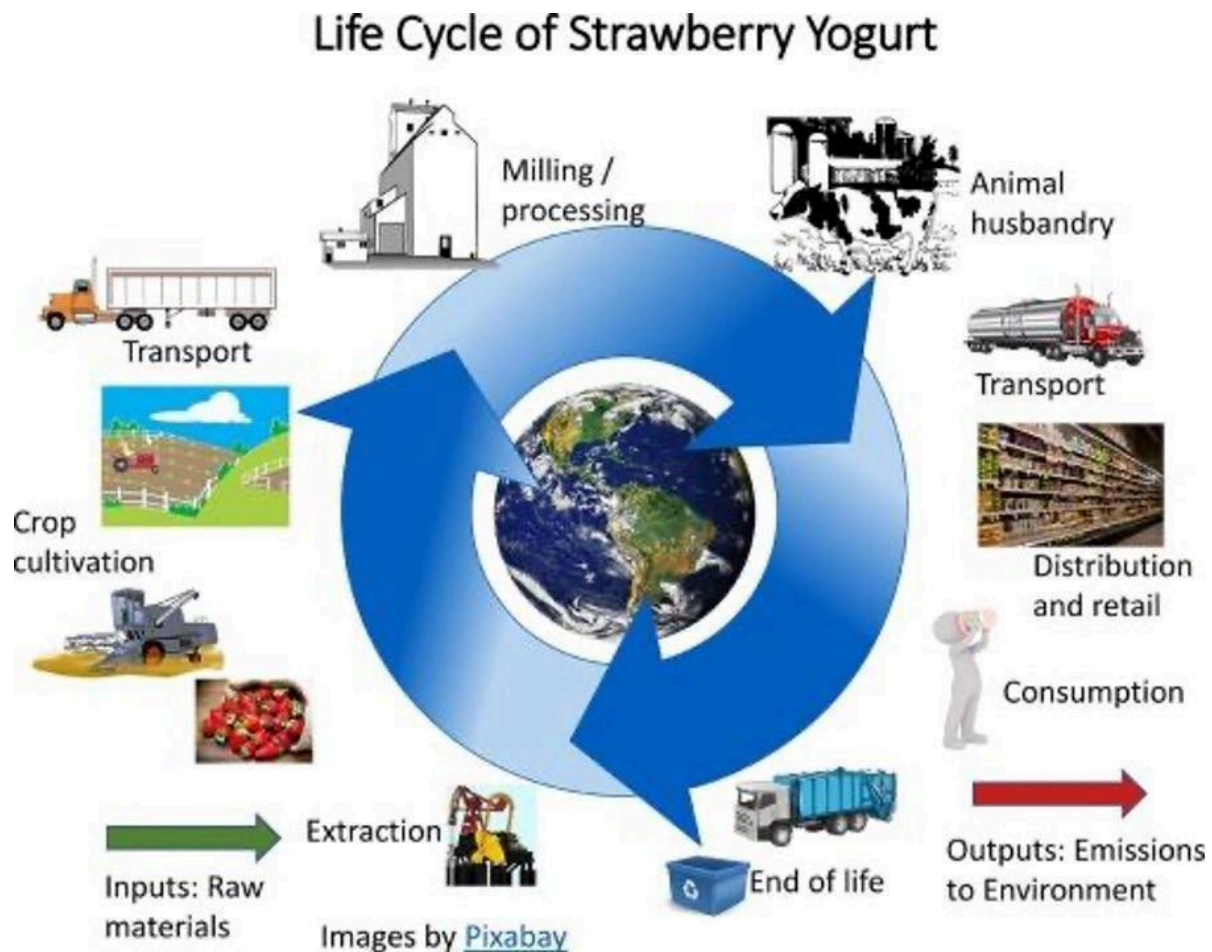 Life Cycle of Strawberry Yogurt
Milling /
processing
Animal
husbandry
Transport
Transport
Crop
cultivation
Distribution
and retail
Consumption
Extraction
End of life
Inputs: Raw
materials
Outputs: Emissions
to Environment
Images by Pixabay